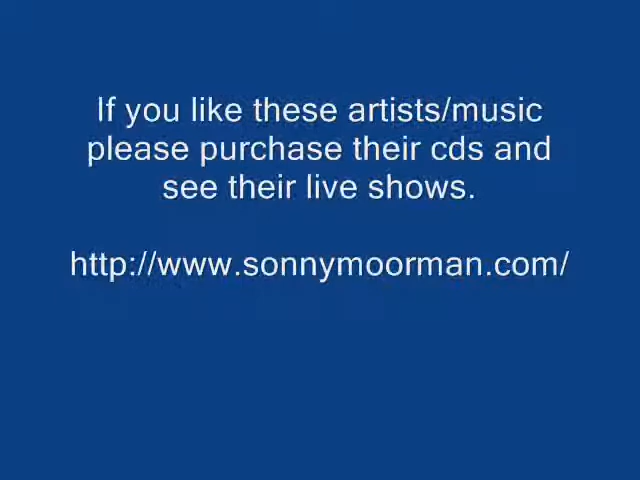 If you like these artists/music
please purchase their cds and
see their live shows.
http://www.sonnymoorman.com/